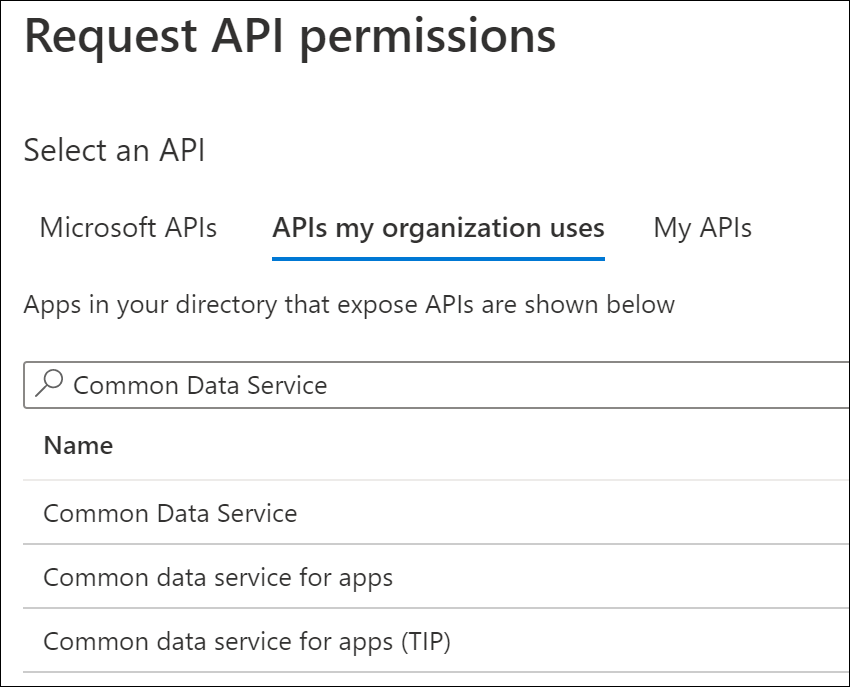 Request API permissions
Select an API
Microsoft APIs
APIs my organization uses
My APIs
Apps in your directory that expose APIs are shown below
Common Data Service
Name
Common Data Service
Common data service for apps
Common data service for apps (TIP)